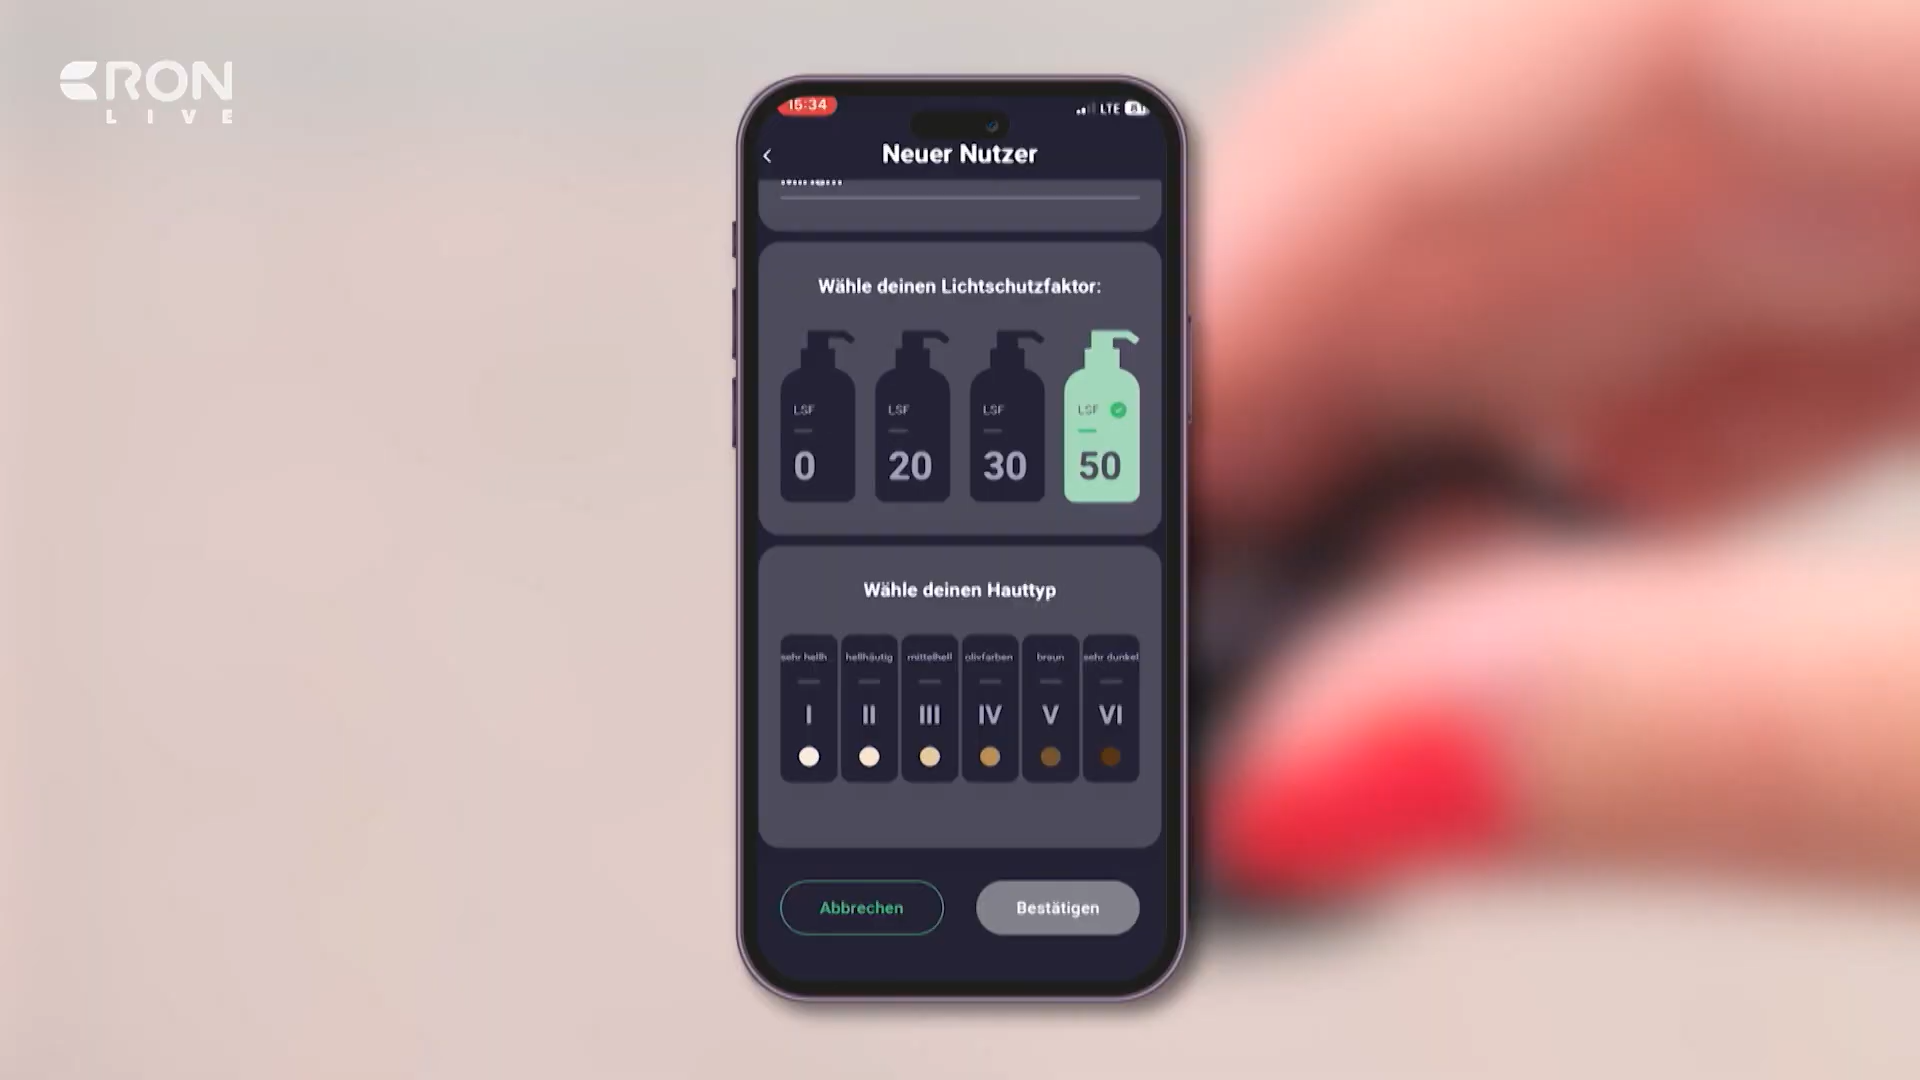 RON
LIVE
15:34
LTE
Neuer Nutzer
Wähle deinen Lichtschutzfaktor:
LSF LSF LSF LSF
0 20 30 50
Wähle deinen Hauttyp
sehr hellh hellhäutig mittelhell olivfarben braun sehr dunkel
I II III IV V VI
Abbrechen Bestätigen